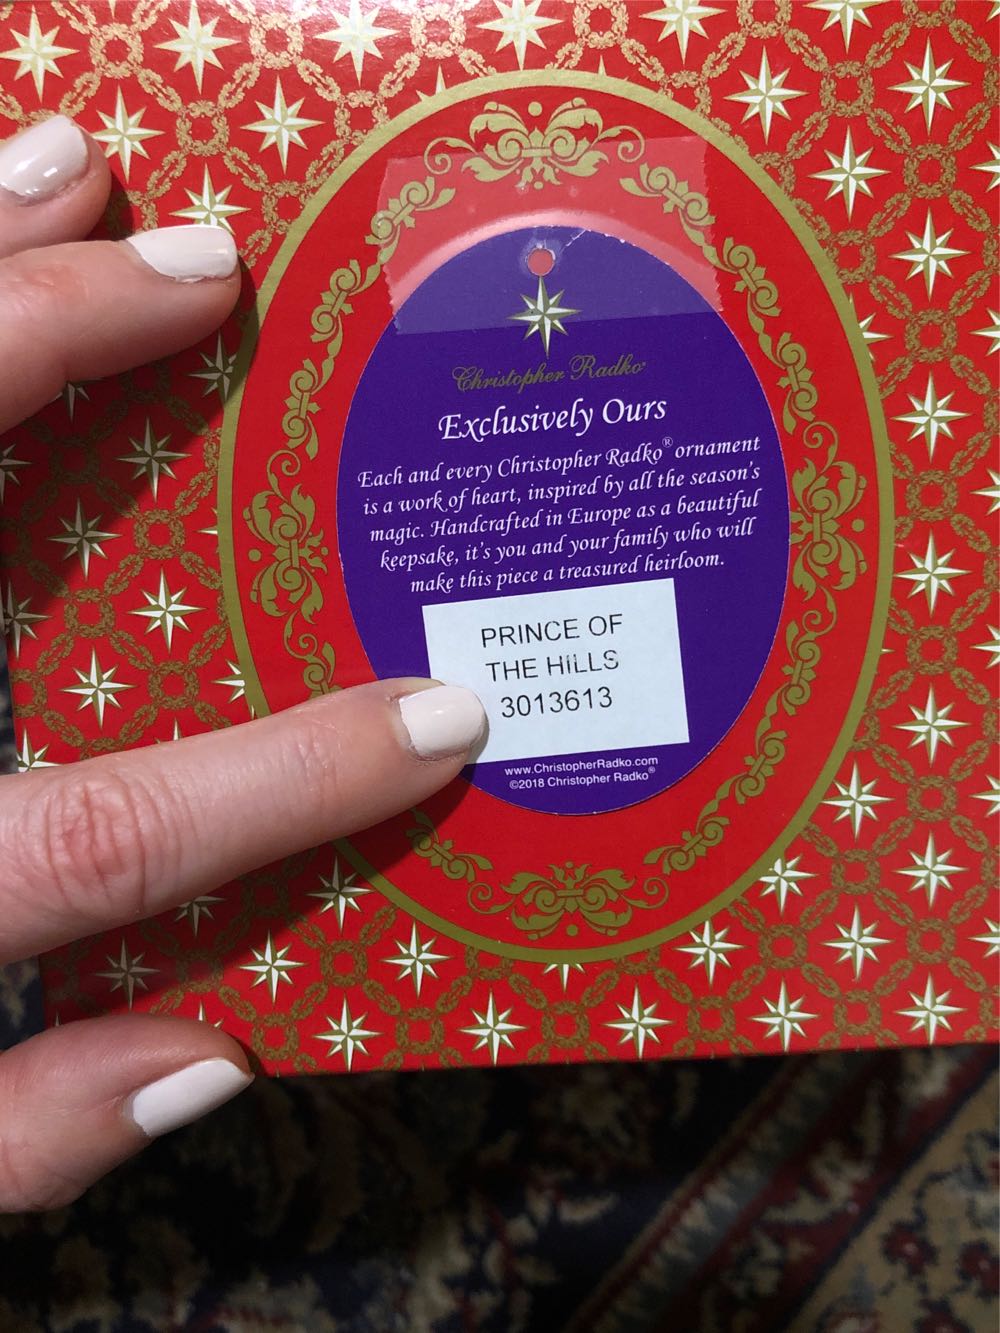 Christopher Radko®
Exclusively Ours
Each and every Christopher Radko® ornament
is a work of heart, inspired by all the season's
magic. Handcrafted in Europe as a beautiful
keepsake, it's you and your family who will
make this piece a treasured heirloom.
PRINCE OF
THE HILLS
3013613
www.ChristopherRadko.com
©2018 Christopher Radko®